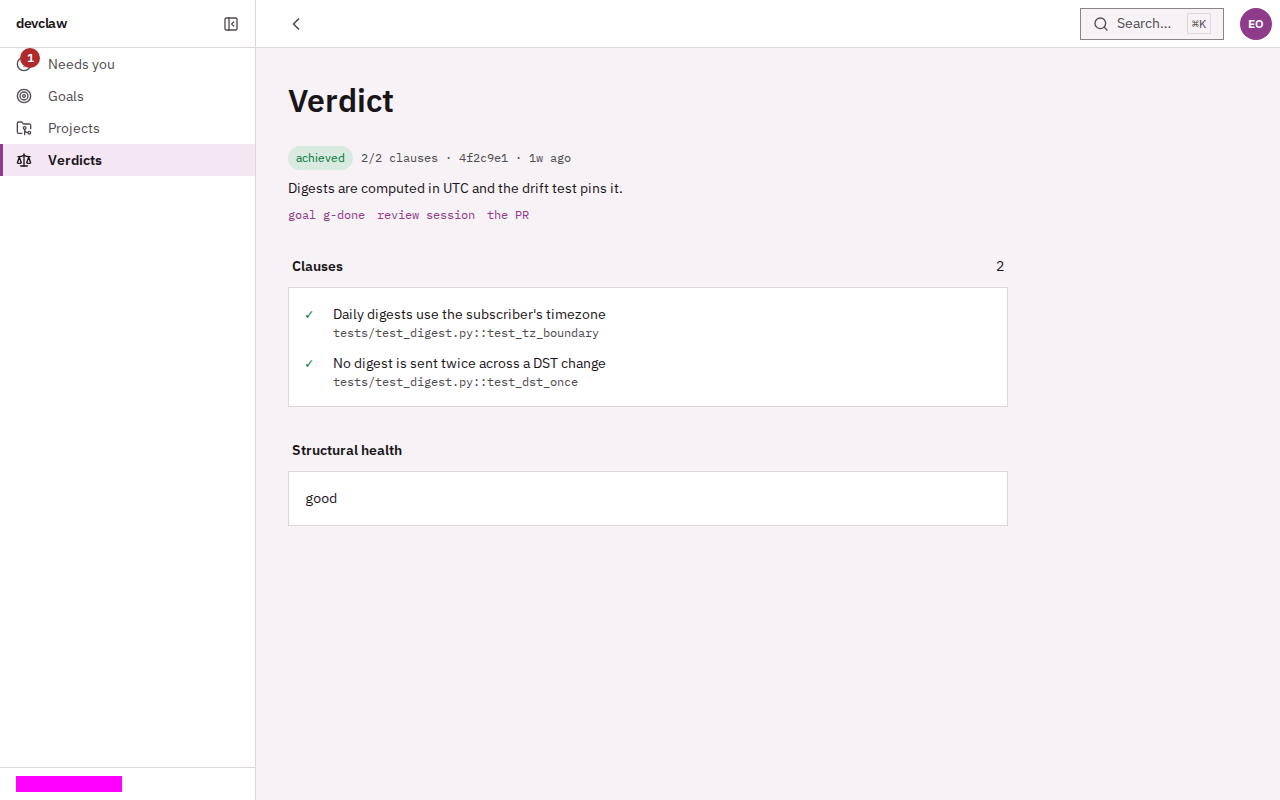 devclaw
Search... ⌘K
EO
1
Needs you
Goals
Projects
Verdicts
Verdict
achieved 2/2 clauses · 4f2c9e1 · 1w ago
Digests are computed in UTC and the drift test pins it.
goal g-done review session the PR
Clauses 2
✓ Daily digests use the subscriber's timezone
tests/test_digest.py::test_tz_boundary
✓ No digest is sent twice across a DST change
tests/test_digest.py::test_dst_once
Structural health
good